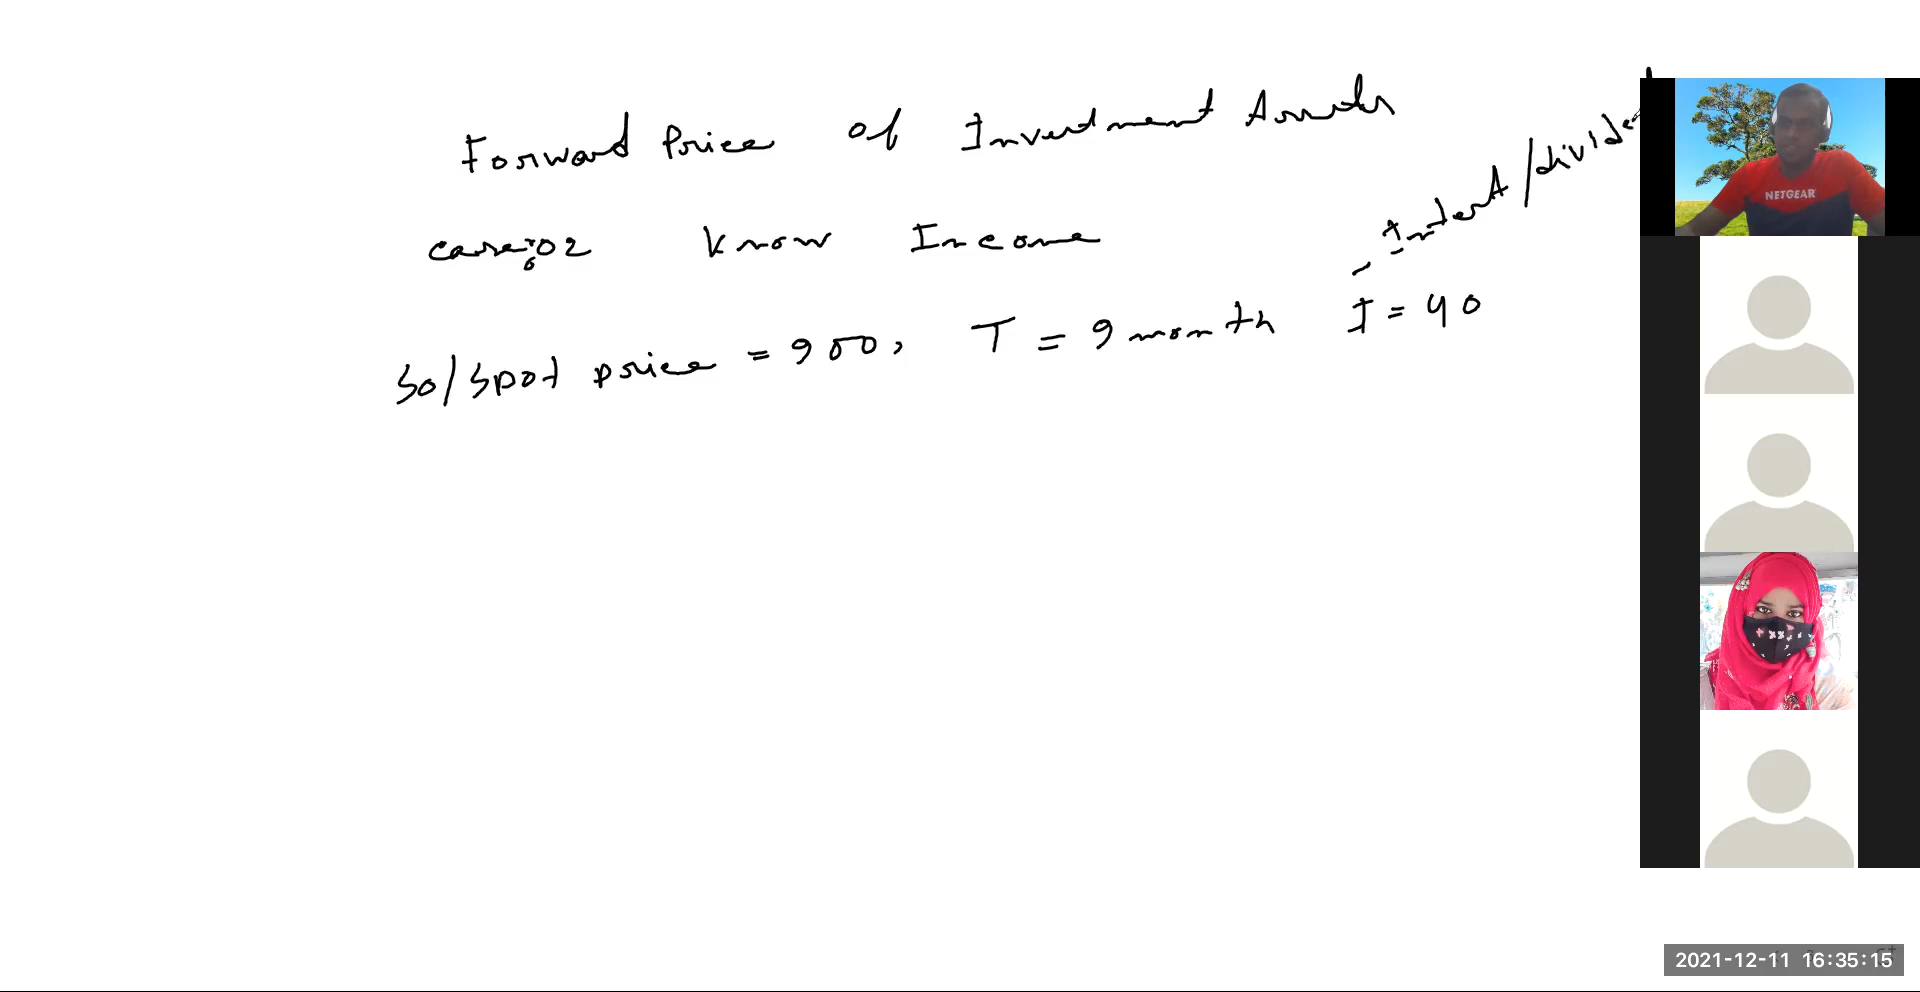 Forward Price of Investment Assets
case:02 Know Income
Interest/divide
So/spot price = 900, T = 9 month I = 40
NETGEAR
2021-12-11 16:35:15